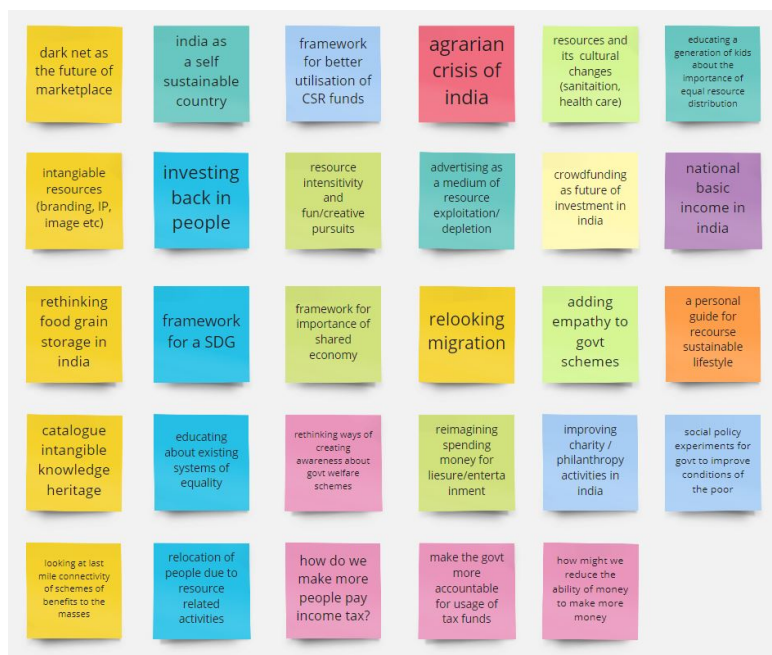 dark net as
the future of
marketplace
india as
a self
sustainable
country
framework
for better
utilisation of
CSR funds
agrarian
crisis of
india
resources and
its cultural
changes
(sanitaition,
health care)
educating a
generation of kids
about the
importance of
equal resource
distribution
intangiable
resources
(branding, IP,
image etc)
investing
back in
people
resource
intensitivity
and
fun/creative
pursuits
advertising as
a medium of
resource
exploitation/
depletion
crowdfunding
as future of
investment in
india
national
basic
income in
india
rethinking
food grain
storage in
india
framework
for a SDG
framework for
importance of
shared
economy
relooking
migration
adding
empathy to
govt
schemes
a personal
guide for
recourse
sustainable
lifestyle
catalogue
intangible
knowledge
heritage
educating
about existing
systems of
equality
rethinking ways of
creating
awareness about
govt welfare
schemes
reimagining
spending
money for
liesure/enterta
inment
improving
charity /
philanthropy
activities in
india
social policy
experiments for
govt to improve
conditions of
the poor
looking at last
mile connectivity
of schemes of
benefits to the
masses
relocation of
people due to
resource
related
activities
how do we
make more
people pay
income tax?
make the govt
more
accountable
for usage of
tax funds
how might we
reduce the
ability of money
to make more
money